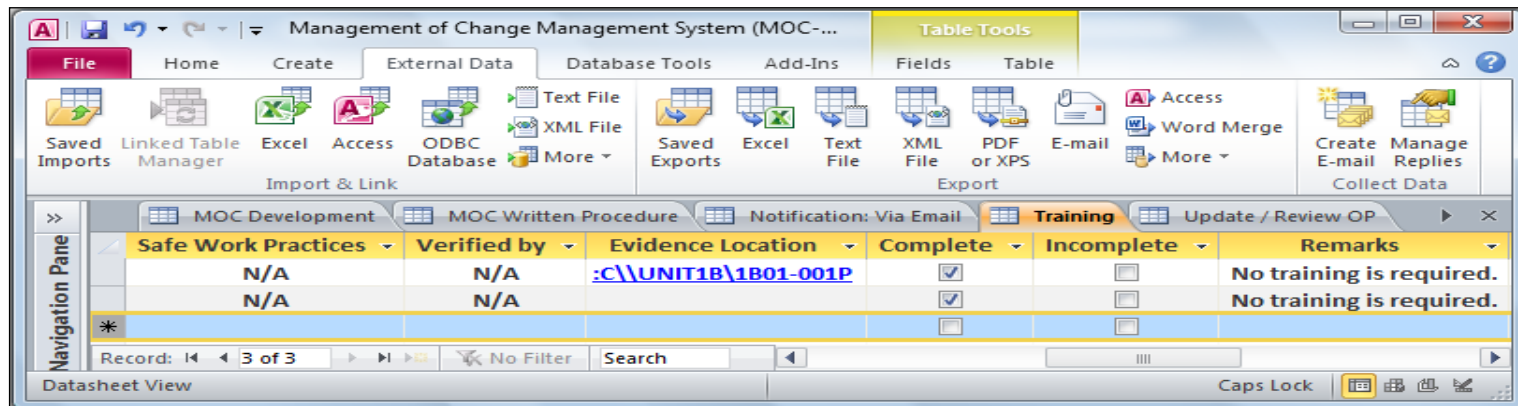 Management of Change Management System (MOC-... Table Tools
File Home Create External Data Database Tools Add-Ins Fields Table
Saved Imports
Linked Table Manager
Excel
Access
ODBC Database
Text File
XML File
More
Import & Link
Saved Exports
Excel
Text File
XML File
PDF or XPS
E-mail
Access
Word Merge
More
Export
Create E-mail
Manage Replies
Collect Data
MOC Development MOC Written Procedure Notification: Via Email Training Update / Review OP
Navigation Pane
Safe Work Practices Verified by Evidence Location Complete Incomplete Remarks
N/A N/A :C\\UNIT1B\1B01-001P No training is required.
N/A N/A No training is required.
Record: 3 of 3 No Filter Search
Datasheet View Caps Lock